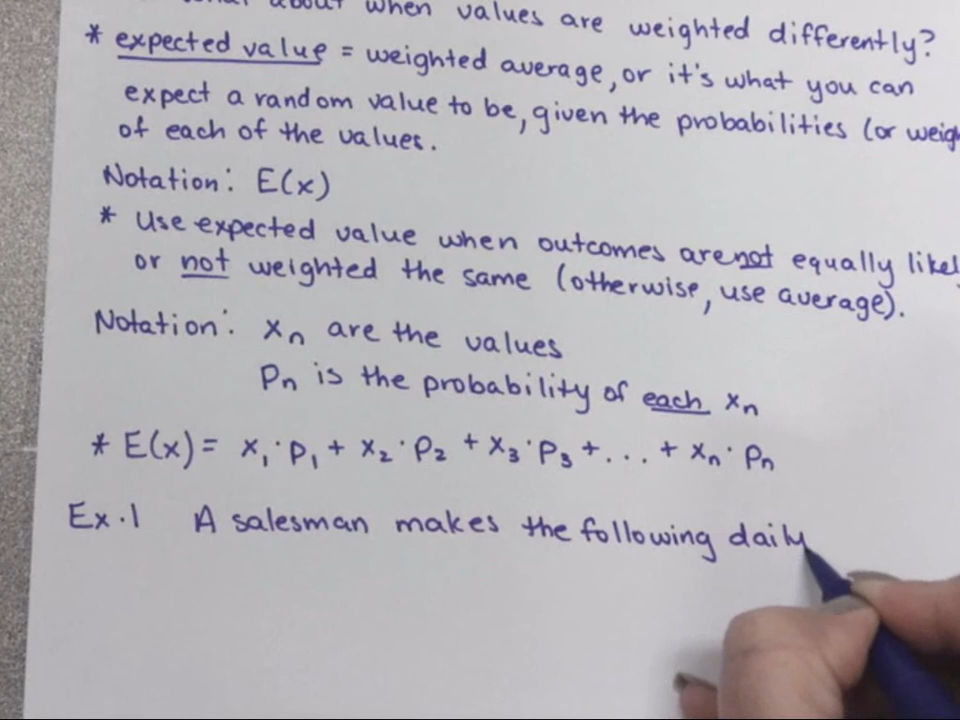 about when values are weighted differently?
* expected value = weighted average, or it's what you can
expect a random value to be, given the probabilities (or weigh
of each of the values.
Notation: E(x)
* Use expected value when outcomes are not equally likely
or not weighted the same (otherwise, use average).
Notation: xₙ are the values
Pₙ is the probability of each xₙ
* E(x) = x₁·P₁ + x₂·P₂ + x₃·P₃ + ... + xₙ·Pₙ
Ex.1 A salesman makes the following daily